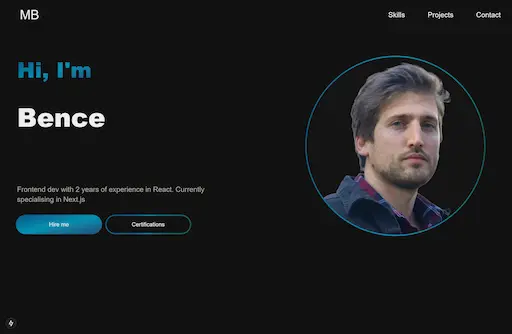 MB
Skills Projects Contact
Hi, I'm
Bence
Frontend dev with 2 years of experience in React. Currently
specialising in Next.js
Hire me Certifications